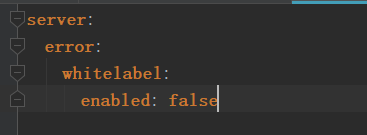 server:
  error:
    whitelabel:
      enabled: false